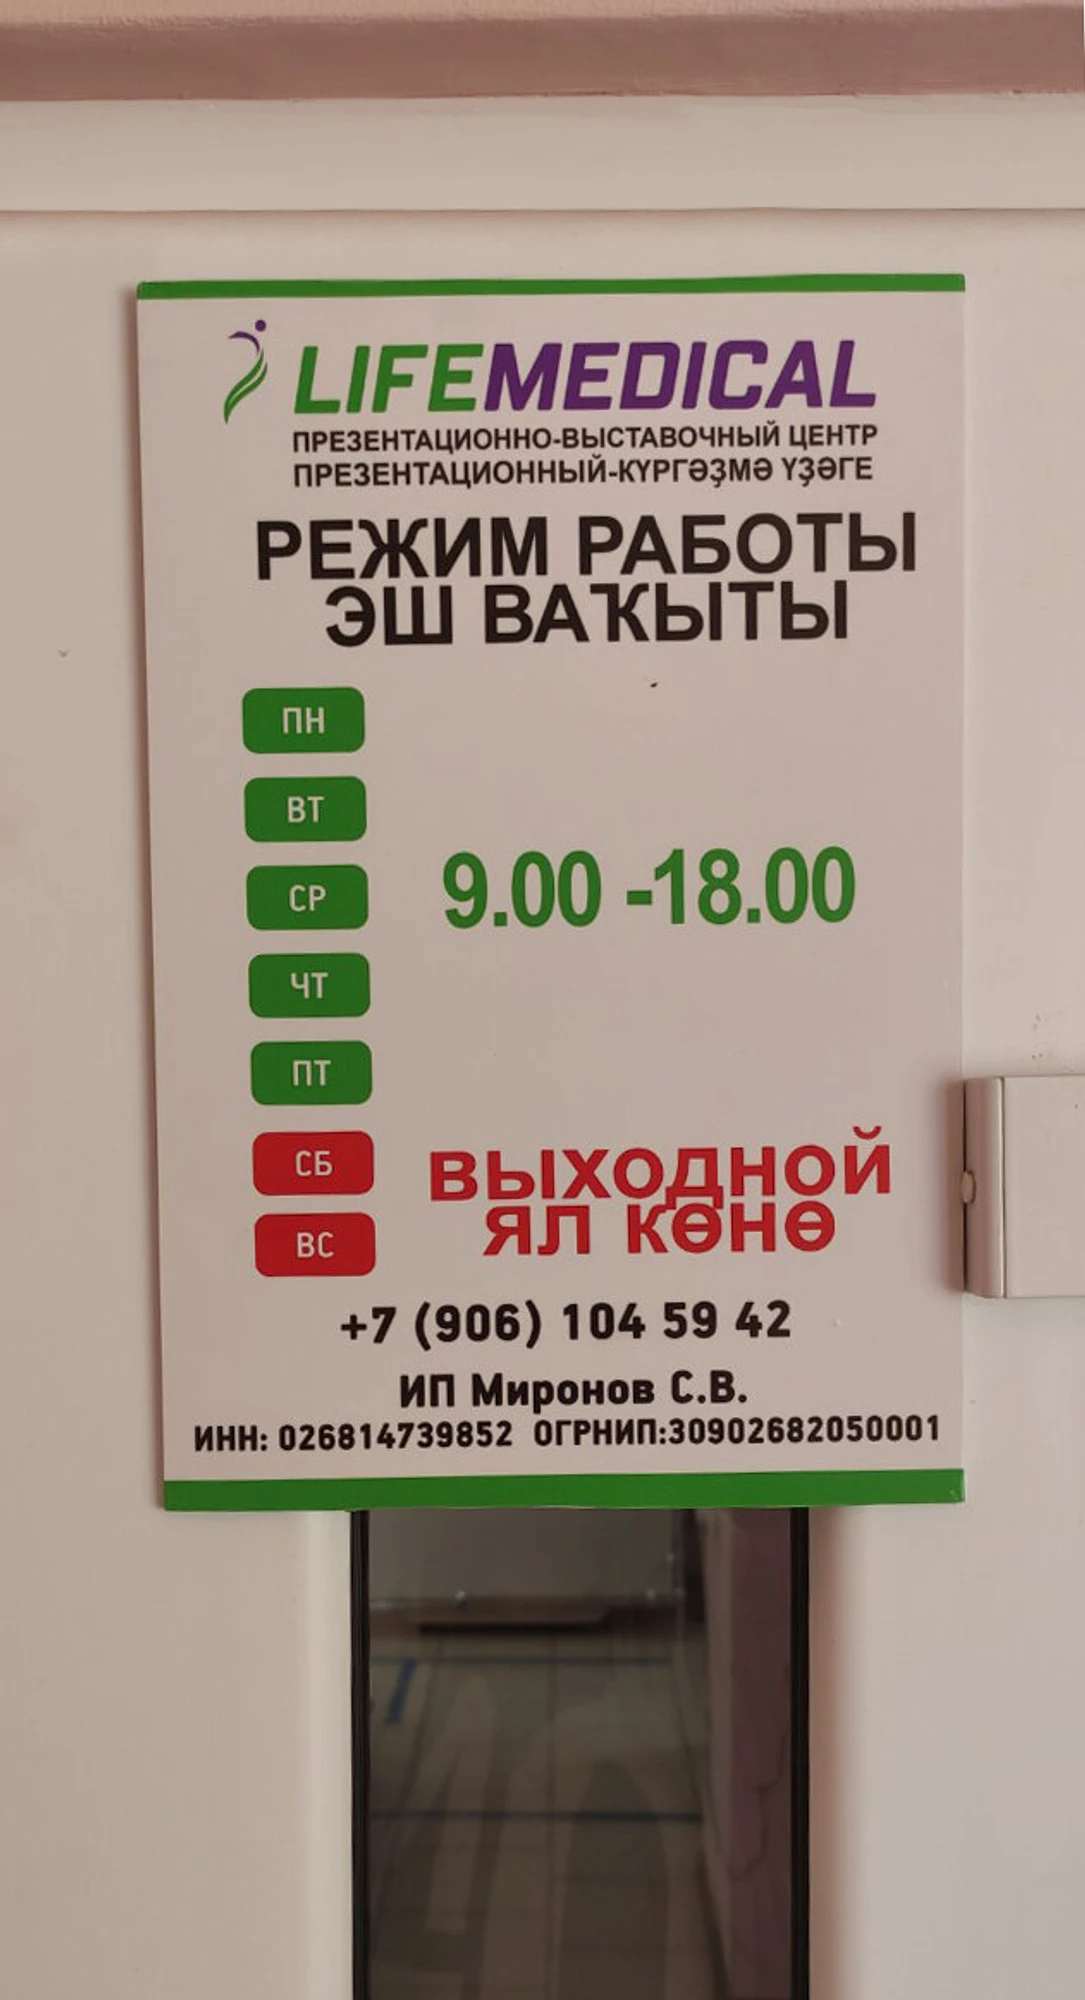 LIFEMEDICAL
ПРЕЗЕНТАЦИОННО-ВЫСТАВОЧНЫЙ ЦЕНТР
ПРЕЗЕНТАЦИОННЫЙ-КҮРГӘҘМӘ ҮҘӘГЕ
РЕЖИМ РАБОТЫ
ЭШ ВАҠЫТЫ
ПН
ВТ
СР
9.00 -18.00
ЧТ
ПТ
СБ
ВЫХОДНОЙ
ВС
ЯЛ КӨНӨ
+7 (906) 104 59 42
ИП Миронов С.В.
ИНН: 026814739852 ОГРНИП:30902682050001